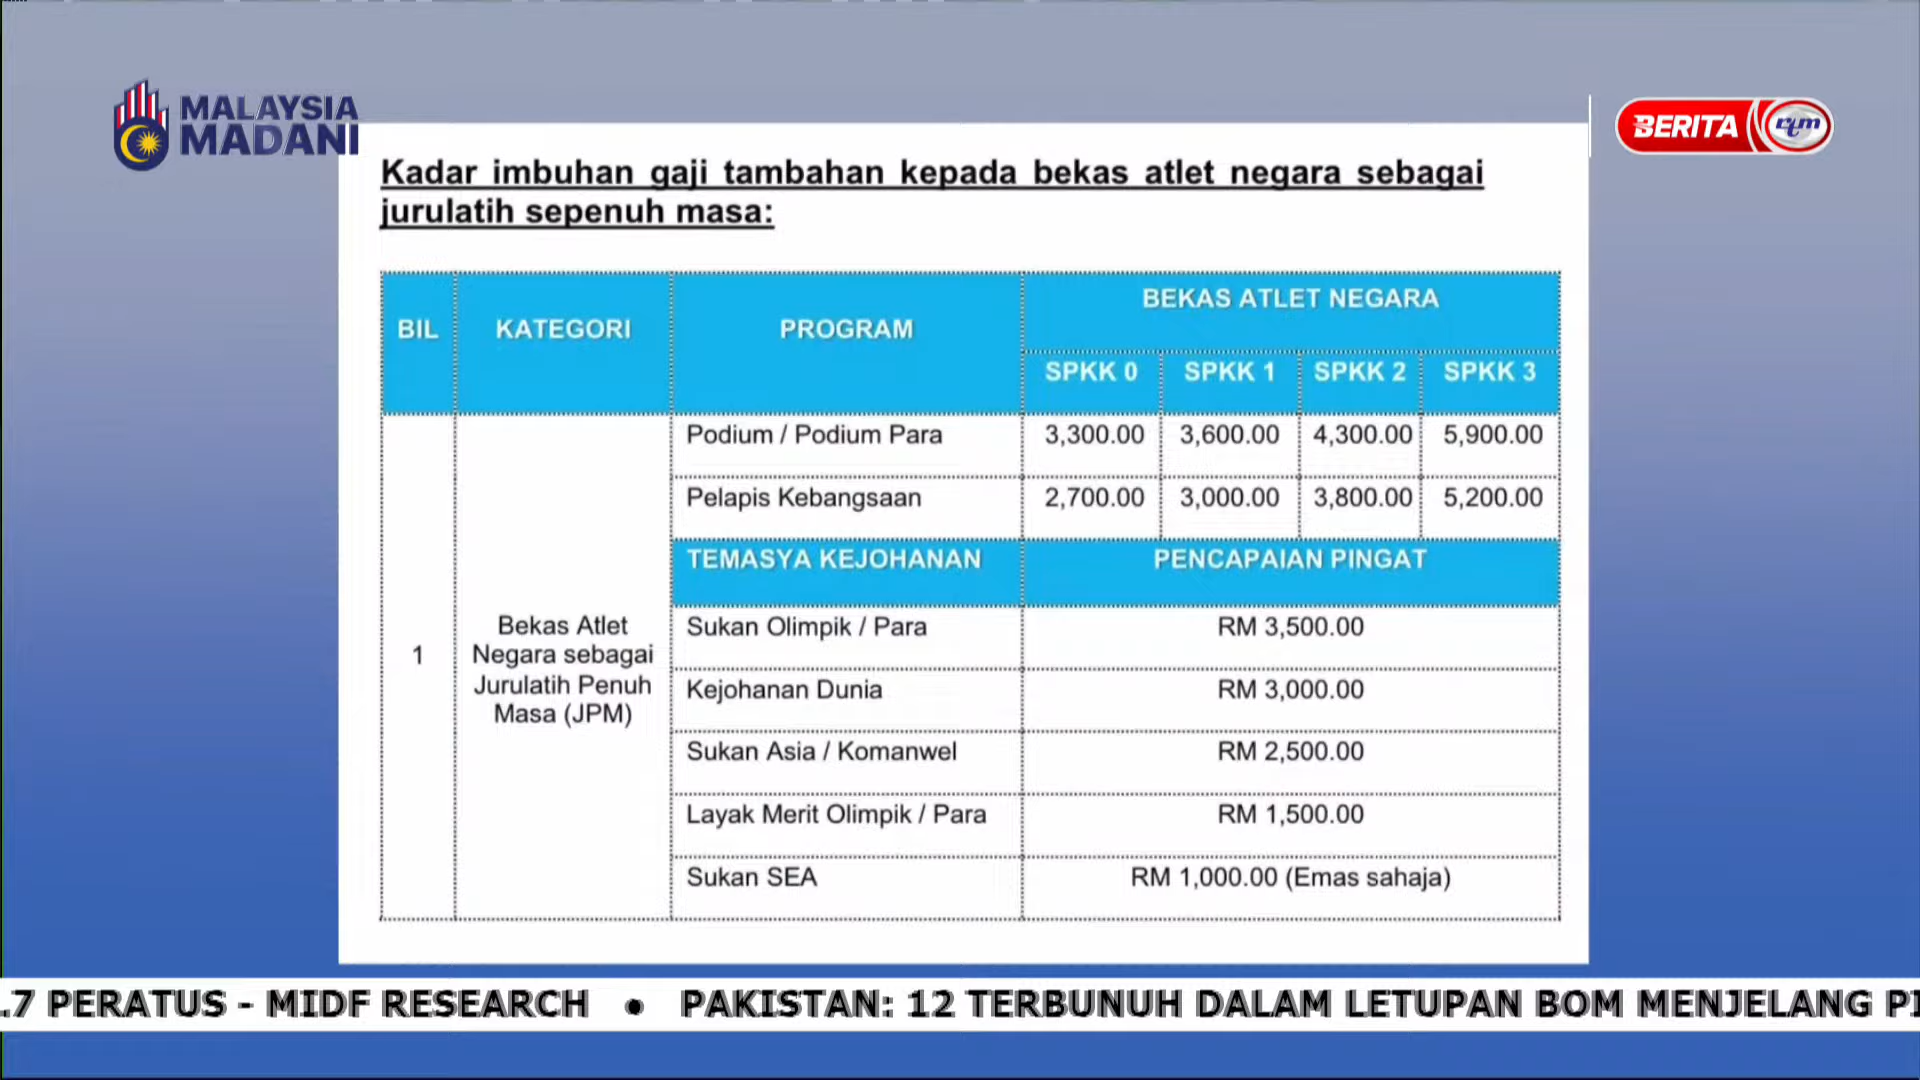 MALAYSIA
MADANI
BERITA rtm
Kadar imbuhan gaji tambahan kepada bekas atlet negara sebagai
jurulatih sepenuh masa:
BIL KATEGORI PROGRAM BEKAS ATLET NEGARA
SPKK 0 SPKK 1 SPKK 2 SPKK 3
Podium / Podium Para 3,300.00 3,600.00 4,300.00 5,900.00
Pelapis Kebangsaan 2,700.00 3,000.00 3,800.00 5,200.00
TEMASYA KEJOHANAN PENCAPAIAN PINGAT
1
Bekas Atlet
Negara sebagai
Jurulatih Penuh
Masa (JPM)
Sukan Olimpik / Para RM 3,500.00
Kejohanan Dunia RM 3,000.00
Sukan Asia / Komanwel RM 2,500.00
Layak Merit Olimpik / Para RM 1,500.00
Sukan SEA RM 1,000.00 (Emas sahaja)
.7 PERATUS - MIDF RESEARCH • PAKISTAN: 12 TERBUNUH DALAM LETUPAN BOM MENJELANG